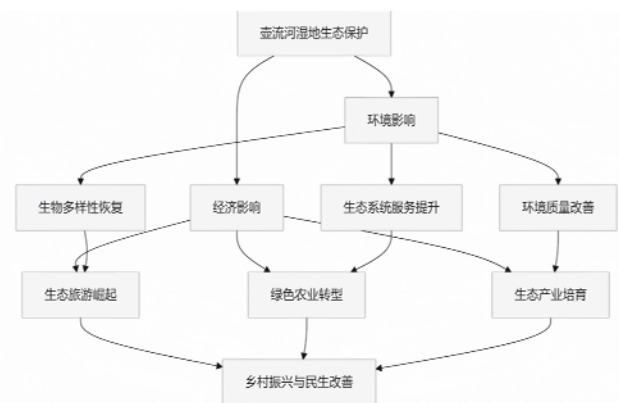 壶流河湿地生态保护
环境影响
生物多样性恢复
经济影响
生态系统服务提升
环境质量改善
生态旅游崛起
绿色农业转型
生态产业培育
乡村振兴与民生改善